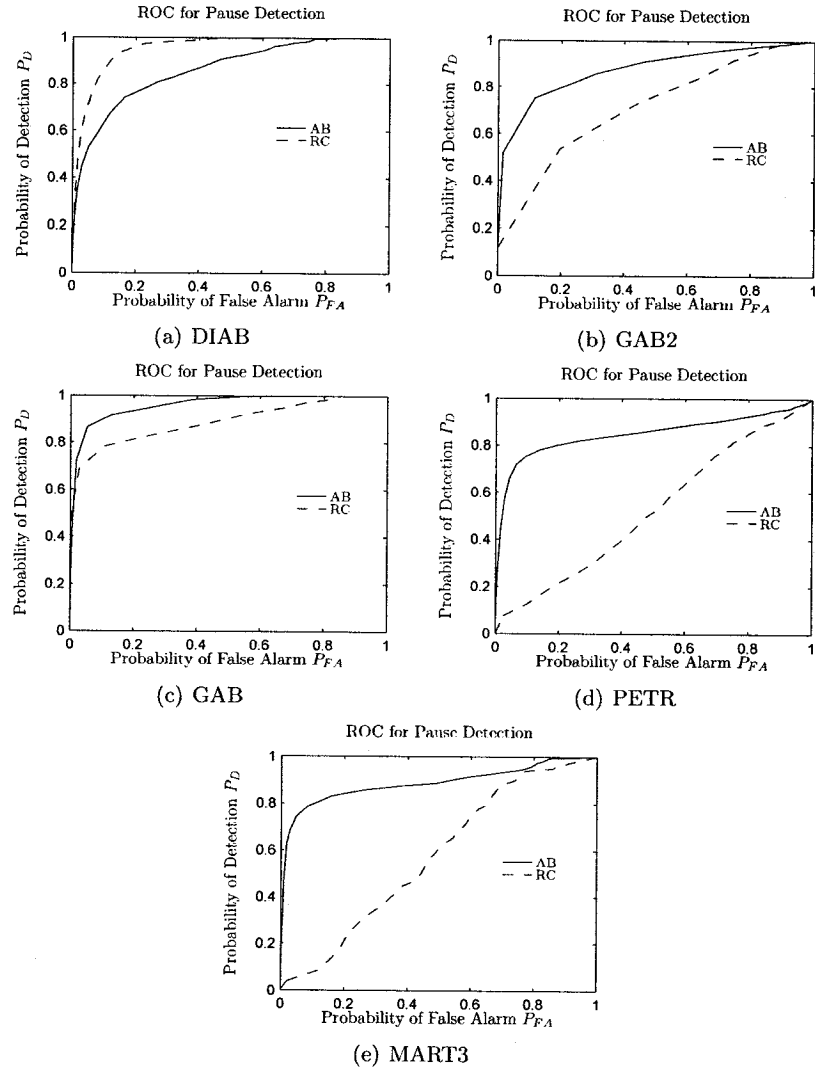 ROC for Pause Detection
1
0.8
0.6
0.4
0.2
0
Probability of Detection P_D
AB
RC
0 0.2 0.4 0.6 0.8 1
Probability of False Alarm P_FA
(a) DIAB
ROC for Pause Detection
1
0.8
0.6
0.4
0.2
0
Probability of Detection P_D
AB
RC
0 0.2 0.4 0.6 0.8 1
Probability of False Alarm P_FA
(b) GAB2
ROC for Pause Detection
1
0.8
0.6
0.4
0.2
0
Probability of Detection P_D
AB
RC
0 0.2 0.4 0.6 0.8 1
Probability of False Alarm P_FA
(c) GAB
ROC for Pause Detection
1
0.8
0.6
0.4
0.2
0
Probability of Detection P_D
AB
RC
0 0.2 0.4 0.6 0.8 1
Probability of False Alarm P_FA
(d) PETR
ROC for Pause Detection
1
0.8
0.6
0.4
0.2
0
Probability of Detection P_D
AB
RC
0 0.2 0.4 0.6 0.8 1
Probability of False Alarm P_FA
(e) MART3